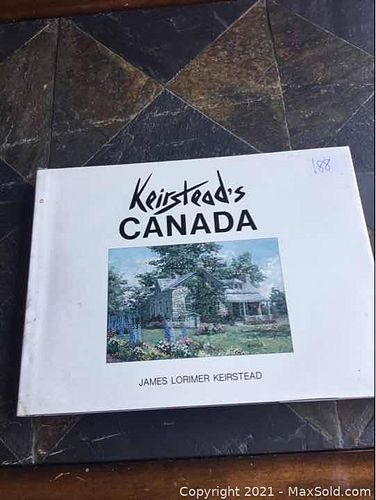 188
Keirstead's
CANADA
JAMES LORIMER KEIRSTEAD
Copyright © 2021 - MaxSold.com